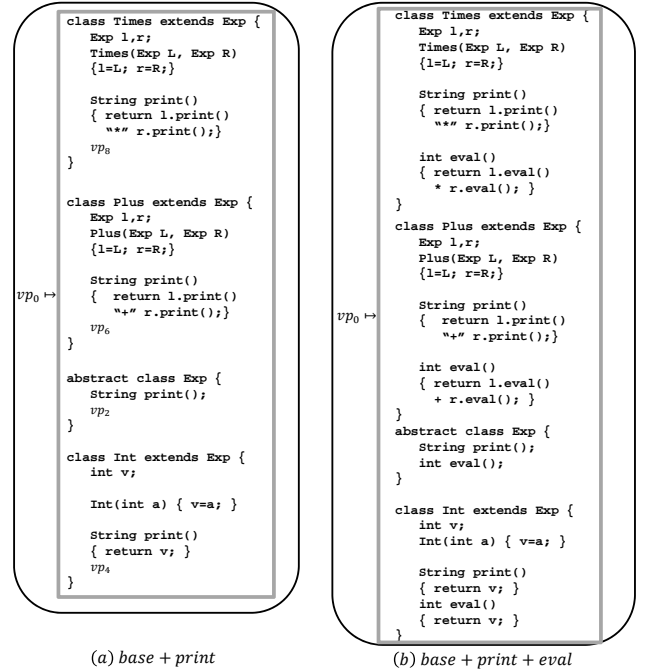 class Times extends Exp {
Exp l,r;
Times(Exp L, Exp R)
{l=L; r=R;}
String print()
{ return l.print()
“*” r.print();}
vp₈
}
class Plus extends Exp {
Exp l,r;
Plus(Exp L, Exp R)
{l=L; r=R;}
String print()
vp₀ ↦
{ return l.print()
“+” r.print();}
vp₆
}
abstract class Exp {
String print();
vp₂
}
class Int extends Exp {
int v;
Int(int a) { v=a; }
String print()
{ return v; }
vp₄
}
(a) base + print
class Times extends Exp {
Exp l,r;
Times(Exp L, Exp R)
{l=L; r=R;}
String print()
{ return l.print()
“*” r.print();}
int eval()
{ return l.eval()
* r.eval(); }
}
class Plus extends Exp {
Exp l,r;
Plus(Exp L, Exp R)
{l=L; r=R;}
String print()
vp₀ ↦
{ return l.print()
“+” r.print();}
int eval()
{ return l.eval()
+ r.eval(); }
}
abstract class Exp {
String print();
int eval();
}
class Int extends Exp {
int v;
Int(int a) { v=a; }
String print()
{ return v; }
int eval()
{ return v; }
}
(b) base + print + eval